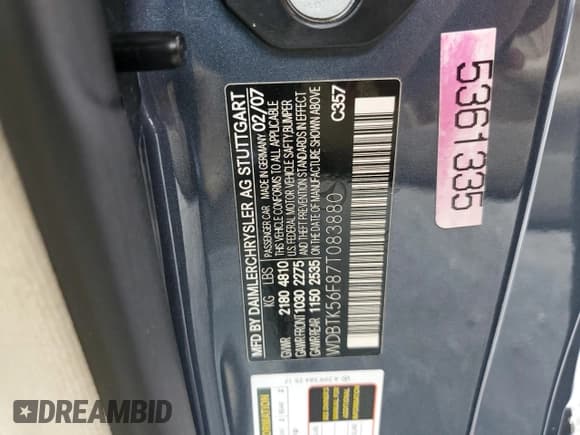 MFD BY DAIMLERCHRYSLER AG STUTTGART
PASSENGER CAR MADE IN GERMANY 02/07
KG LBS
GVWR 2180 4810
GAWR FRONT 1030 2275
GAWR REAR 1150 2535
THIS VEHICLE CONFORMS TO ALL APPLICABLE
U.S. FEDERAL MOTOR VEHICLE SAFETY BUMPER
AND THEFT PREVENTION STANDARDS IN EFFECT
ON THE DATE OF MANUFACTURE SHOWN ABOVE
C357
WDBTK56F87T083880
5361335
DREAMBID